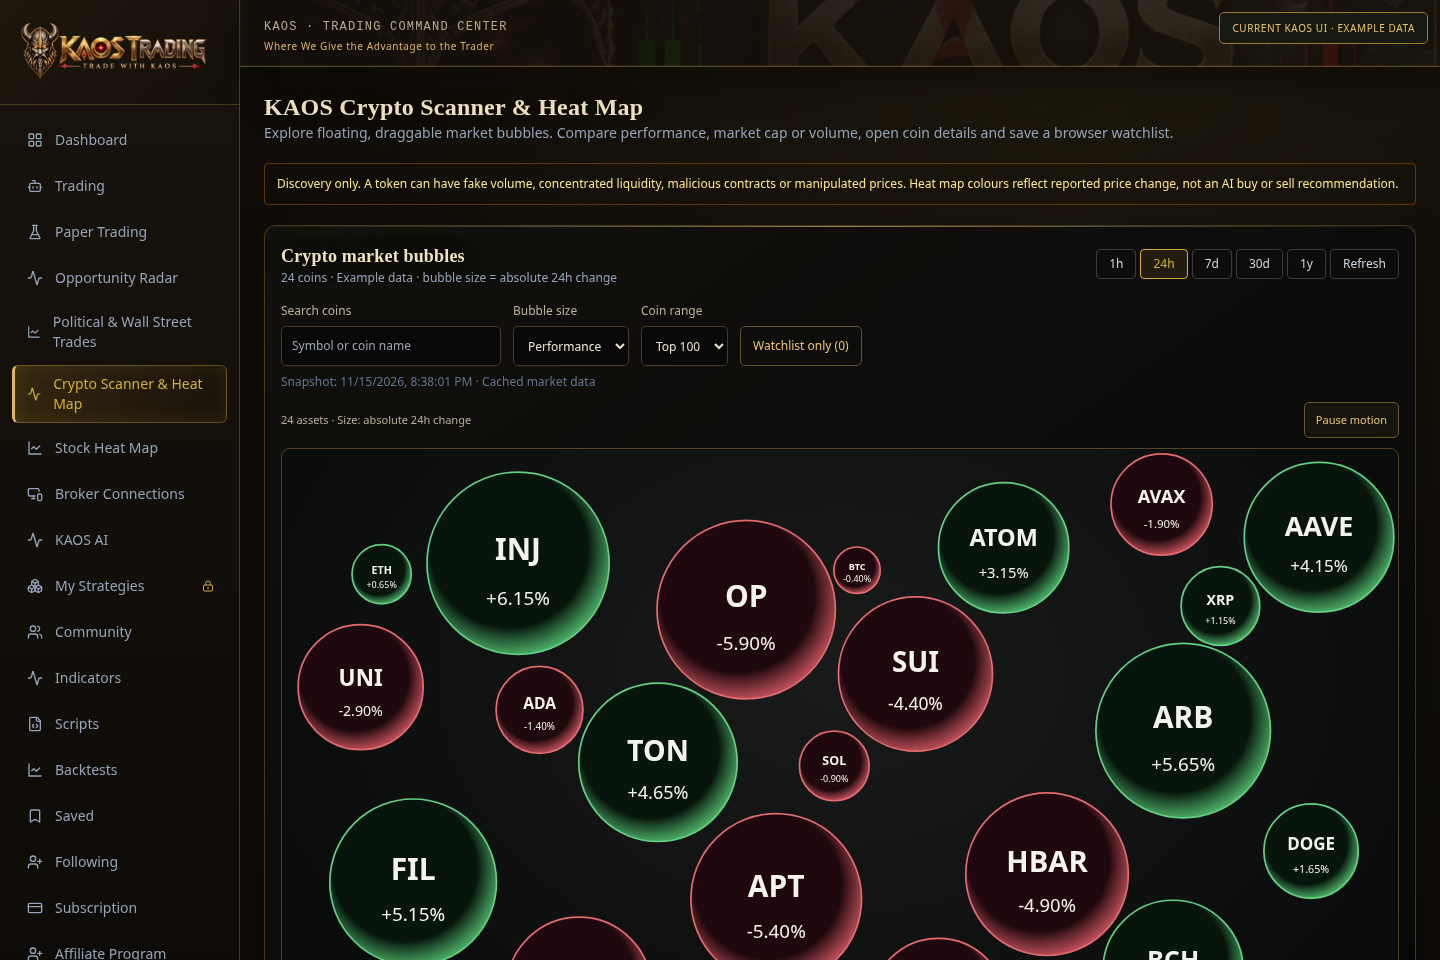 KAOS TRADING
TRADE WITH KAOS
KAOS · TRADING COMMAND CENTER
Where We Give the Advantage to the Trader
KAOS
CURRENT KAOS UI · EXAMPLE DATA
Dashboard
Trading
Paper Trading
Opportunity Radar
Political & Wall Street
Trades
Crypto Scanner & Heat
Map
Stock Heat Map
Broker Connections
KAOS AI
My Strategies
Community
Indicators
Scripts
Backtests
Saved
Following
Subscription
Affiliate Program
KAOS Crypto Scanner & Heat Map
Explore floating, draggable market bubbles. Compare performance, market cap or volume, open coin details and save a browser watchlist.
Discovery only. A token can have fake volume, concentrated liquidity, malicious contracts or manipulated prices. Heat map colours reflect reported price change, not an AI buy or sell recommendation.
Crypto market bubbles
24 coins · Example data · bubble size = absolute 24h change
1h
24h
7d
30d
1y
Refresh
Search coins
Bubble size
Coin range
Symbol or coin name
Performance
Top 100
Watchlist only (0)
Snapshot: 11/15/2026, 8:38:01 PM · Cached market data
24 assets · Size: absolute 24h change
Pause motion
AVAX
-1.90%
AAVE
+4.15%
ATOM
+3.15%
INJ
+6.15%
ETH
+0.65%
BTC
-0.40%
OP
-5.90%
XRP
+1.15%
SUI
-4.40%
UNI
-2.90%
ADA
-1.40%
ARB
+5.65%
TON
+4.65%
SOL
-0.90%
DOGE
+1.65%
HBAR
-4.90%
FIL
+5.15%
APT
-5.40%
BCH